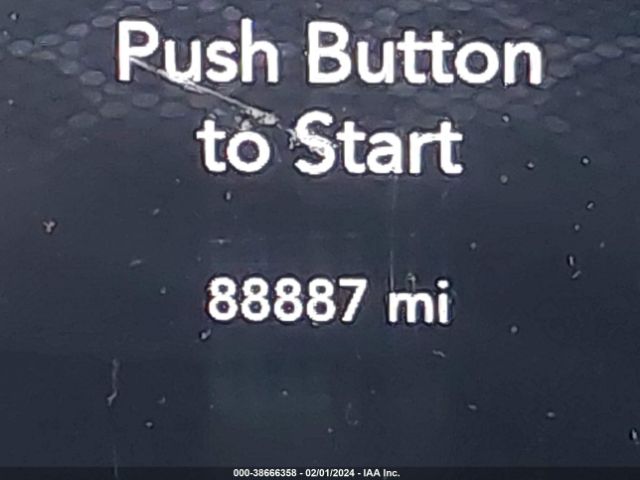 Push Button
to Start
88887 mi
000-38666358 - 02/01/2024 - IAA Inc.